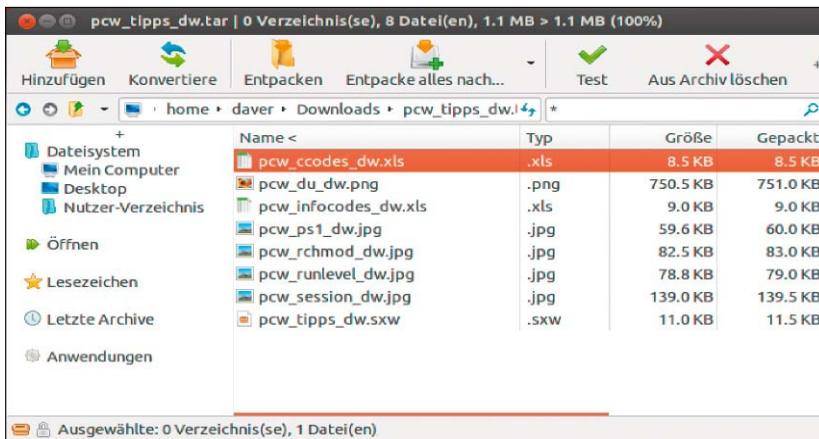 pcw_tipps_dw.tar | 0 Verzeichnis(se), 8 Datei(en), 1.1 MB > 1.1 MB (100%)
Hinzufügen Konvertiere Entpacken Entpacke alles nach... Test Aus Archiv löschen
home daver Downloads pcw_tipps_dw. *
+
Dateisystem
Mein Computer
Desktop
Nutzer-Verzeichnis
Öffnen
Lesezeichen
Letzte Archive
Anwendungen
Name < Typ Größe Gepackt
pcw_ccodes_dw.xls .xls 8.5 KB 8.5 KB
pcw_du_dw.png .png 750.5 KB 751.0 KB
pcw_infocodes_dw.xls .xls 9.0 KB 9.0 KB
pcw_ps1_dw.jpg .jpg 59.6 KB 60.0 KB
pcw_rchmod_dw.jpg .jpg 82.5 KB 83.0 KB
pcw_runlevel_dw.jpg .jpg 78.8 KB 79.0 KB
pcw_session_dw.jpg .jpg 139.0 KB 139.5 KB
pcw_tipps_dw.sxw .sxw 11.0 KB 11.5 KB
Ausgewählte: 0 Verzeichnis(se), 1 Datei(en)